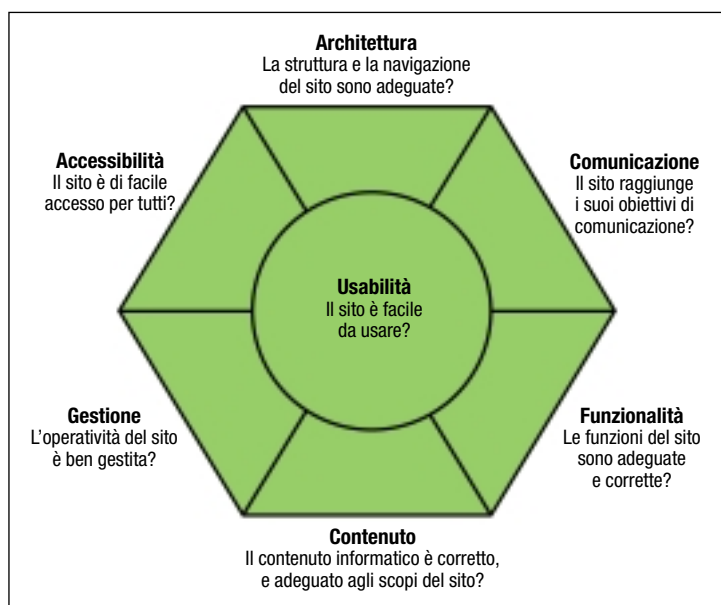 Architettura
La struttura e la navigazione
del sito sono adeguate?
Accessibilità
Il sito è di facile
accesso per tutti?
Comunicazione
Il sito raggiunge
i suoi obiettivi di
comunicazione?
Usabilità
Il sito è facile
da usare?
Gestione
L'operatività del sito
è ben gestita?
Funzionalità
Le funzioni del sito
sono adeguate
e corrette?
Contenuto
Il contenuto informatico è corretto,
e adeguato agli scopi del sito?